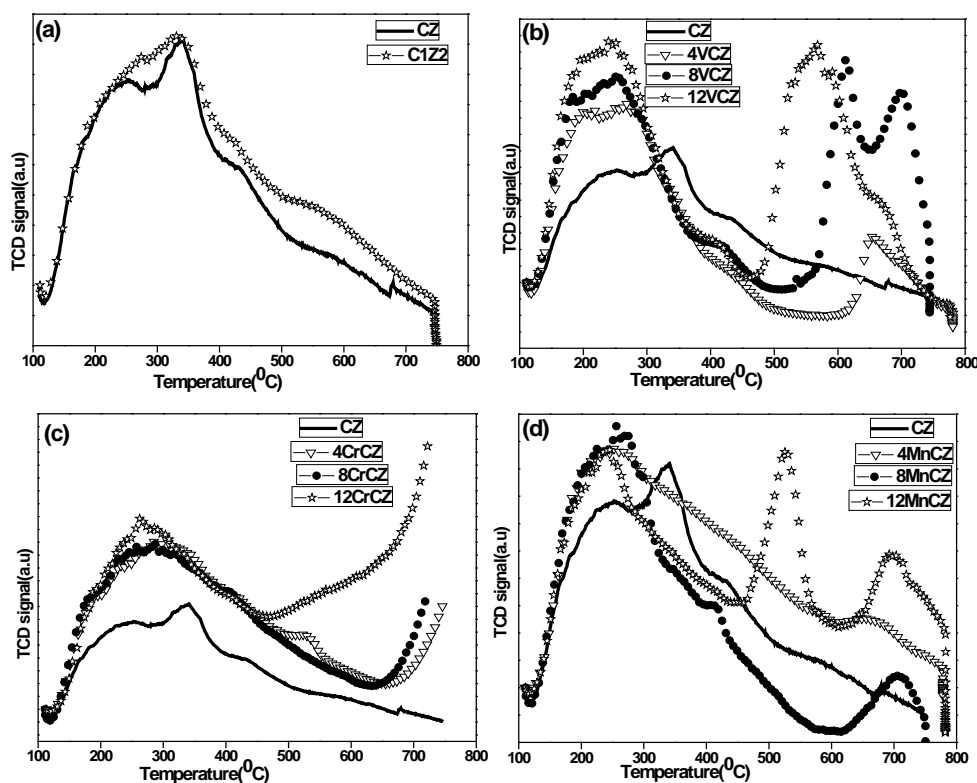 (a)
CZ
C1Z2
TCD signal(a.u)
100 200 300 400 500 600 700 800
Temperature(⁰C)
(b)
CZ
4VCZ
8VCZ
12VCZ
TCD signal(a.u)
100 200 300 400 500 600 700 800
Temperature(⁰C)
(c)
CZ
4CrCZ
8CrCZ
12CrCZ
TCD signal(a.u)
100 200 300 400 500 600 700 800
Temperature(⁰C)
(d)
CZ
4MnCZ
8MnCZ
12MnCZ
TCD signal(a.u)
100 200 300 400 500 600 700 800
Temperature(⁰C)